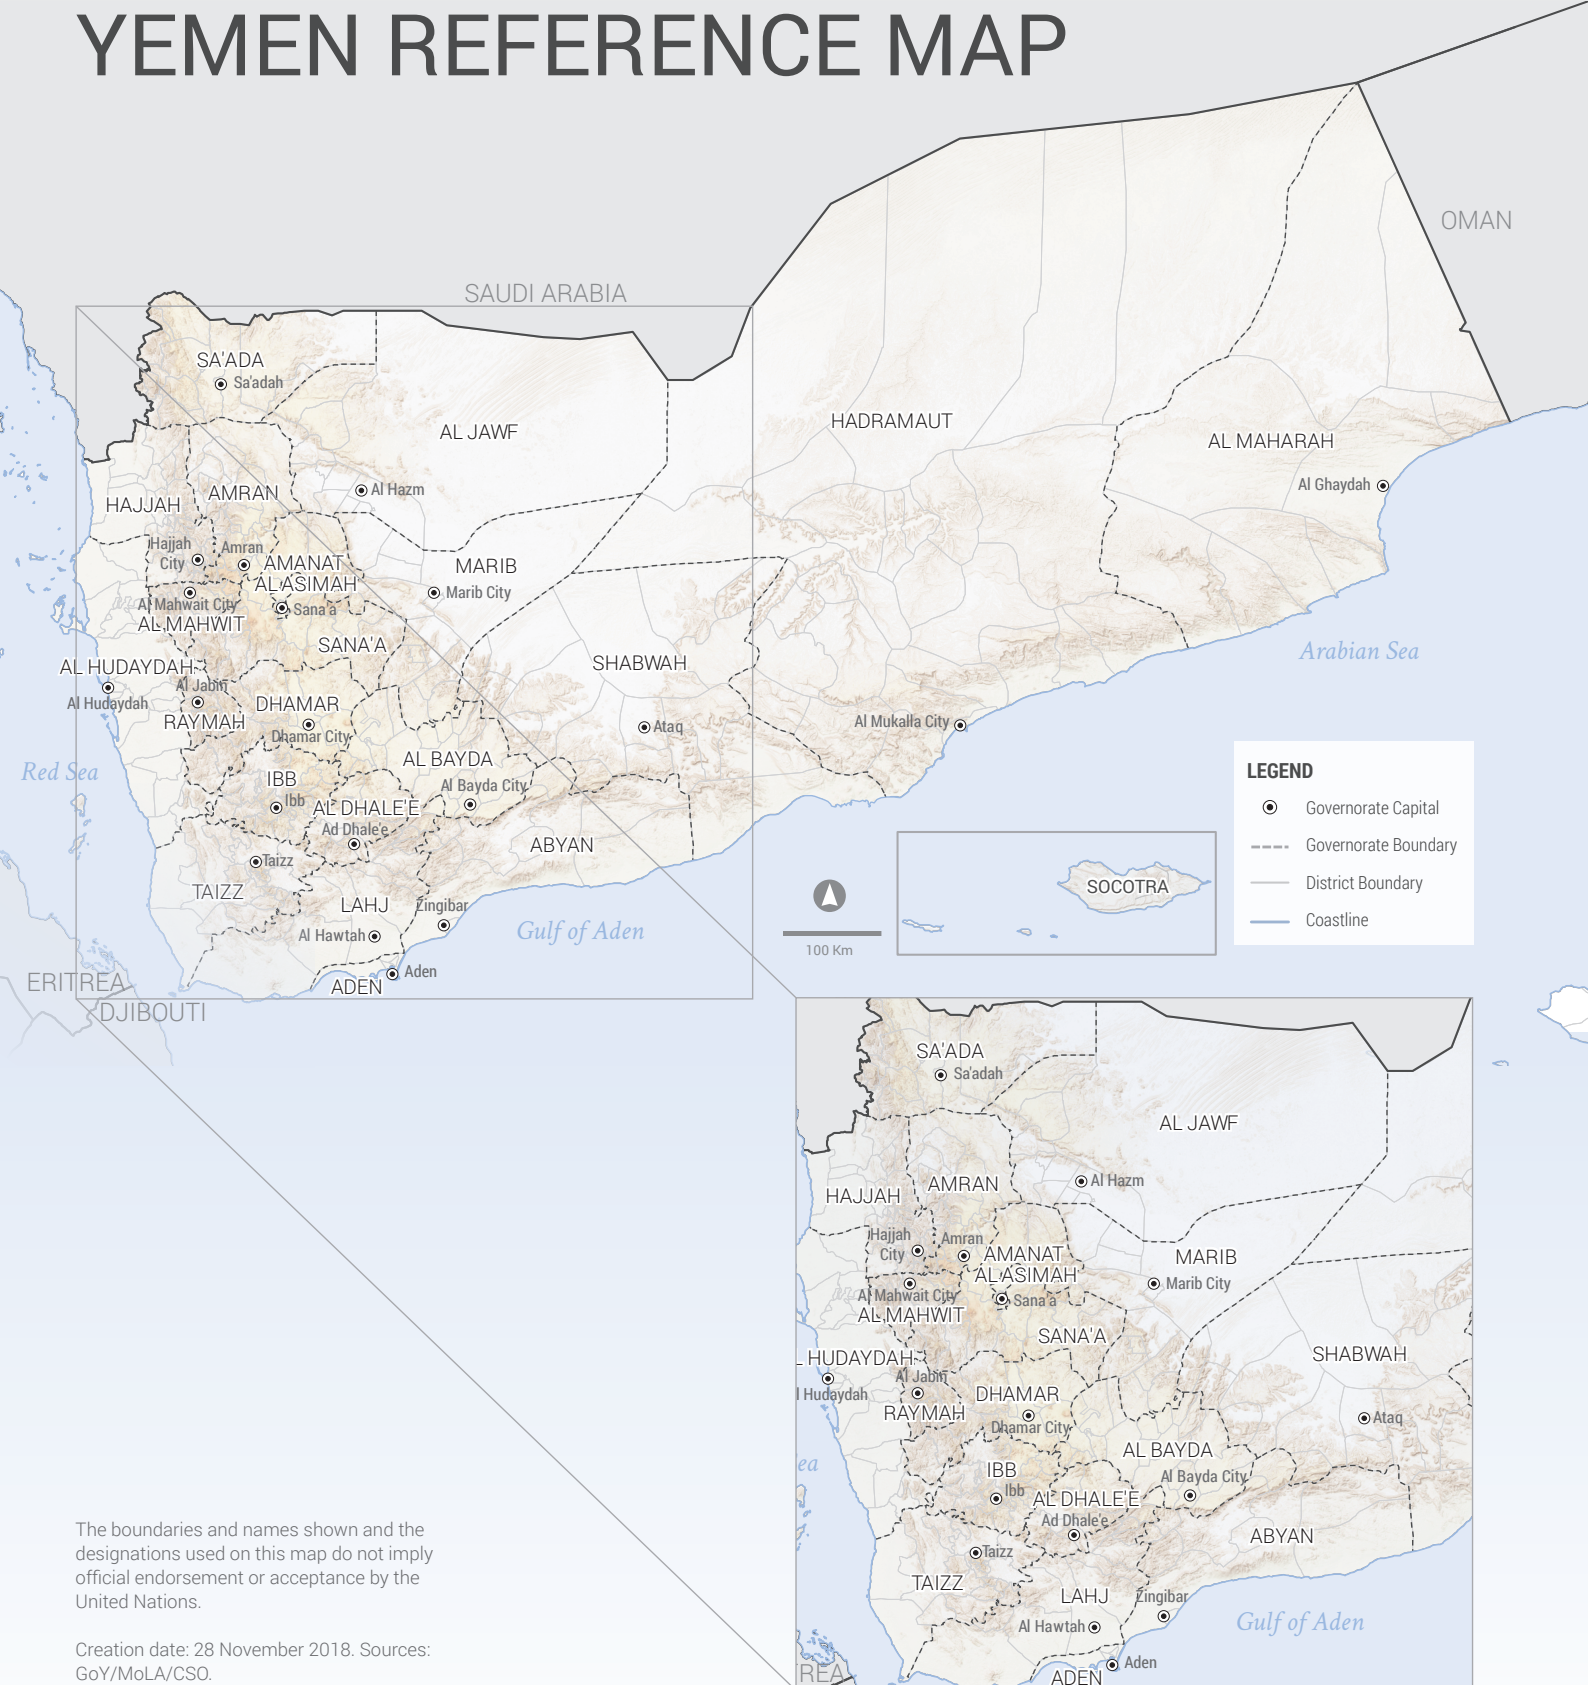 YEMEN REFERENCE MAP
OMAN
SAUDI ARABIA
SA'ADA
Sa'adah
HADRAMAUT
AL JAWF
AL MAHARAH
Al Ghaydah
Al Hazm
AMRAN
HAJJAH
Hajjah
City
Amran
AMANAT
AL ASIMAH
MARIB
Marib City
Al Mahwait City
Sana'a
AL MAHWIT
SANA'A
Arabian Sea
AL HUDAYDAH
SHABWAH
Al Jabin
Al Hudaydah
DHAMAR
RAYMAH
Dhamar City
Ataq
Al Mukalla City
Red Sea
AL BAYDA
IBB
Al Bayda City
Ibb
AL DHALE'E
Ad Dhale'e
ABYAN
Taizz
TAIZZ
LAHJ
Zingibar
Al Hawtah
Gulf of Aden
Aden
ADEN
ERITREA
DJIBOUTI
LEGEND
Governorate Capital
Governorate Boundary
District Boundary
Coastline
SOCOTRA
100 Km
SA'ADA
Sa'adah
AL JAWF
Al Hazm
AMRAN
HAJJAH
Hajjah
City
Amran
AMANAT
AL ASIMAH
MARIB
Marib City
Al Mahwait City
Sana'a
AL MAHWIT
SANA'A
L HUDAYDAH
SHABWAH
Al Jabin
l Hudaydah
DHAMAR
RAYMAH
Dhamar City
Ataq
AL BAYDA
ea
IBB
Al Bayda City
Ibb
AL DHALE'E
Ad Dhale'e
ABYAN
Taizz
TAIZZ
LAHJ
Zingibar
Al Hawtah
Gulf of Aden
Aden
ADEN
REA
The boundaries and names shown and the
designations used on this map do not imply
official endorsement or acceptance by the
United Nations.
Creation date: 28 November 2018. Sources:
GoY/MoLA/CSO.